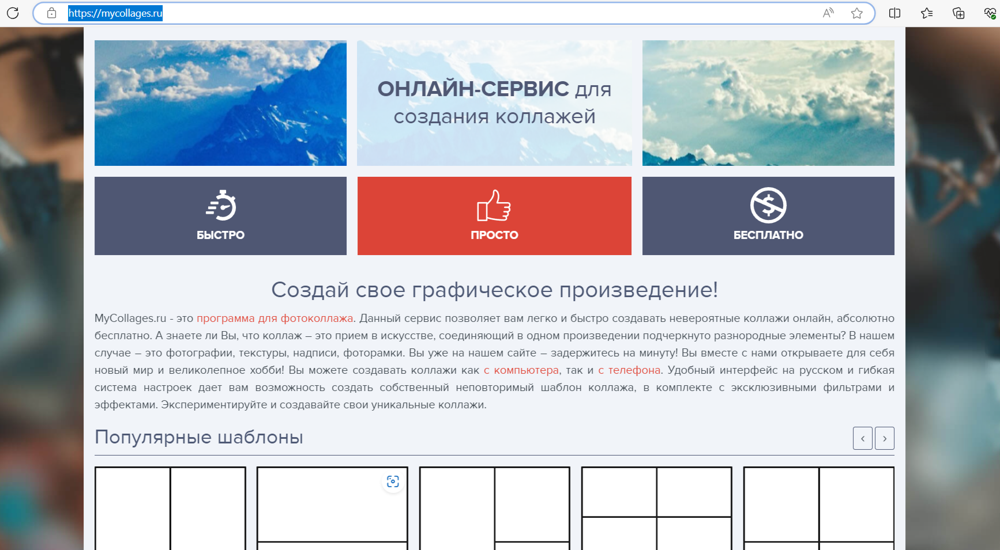 https://mycollages.ru
ОНЛАЙН-СЕРВИС для
создания коллажей
БЫСТРО
ПРОСТО
БЕСПЛАТНО
Создай свое графическое произведение!
MyCollages.ru - это программа для фотоколлажа. Данный сервис позволяет вам легко и быстро создавать невероятные коллажи онлайн, абсолютно
бесплатно. А знаете ли Вы, что коллаж – это прием в искусстве, соединяющий в одном произведении подчеркнуто разнородные элементы? В нашем
случае – это фотографии, текстуры, надписи, фоторамки. Вы уже на нашем сайте – задержитесь на минуту! Вы вместе с нами открываете для себя
новый мир и великолепное хобби! Вы можете создавать коллажи как с компьютера, так и с телефона. Удобный интерфейс на русском и гибкая
система настроек дает вам возможность создать собственный неповторимый шаблон коллажа, в комплекте с эксклюзивными фильтрами и
эффектами. Экспериментируйте и создавайте свои уникальные коллажи.
Популярные шаблоны